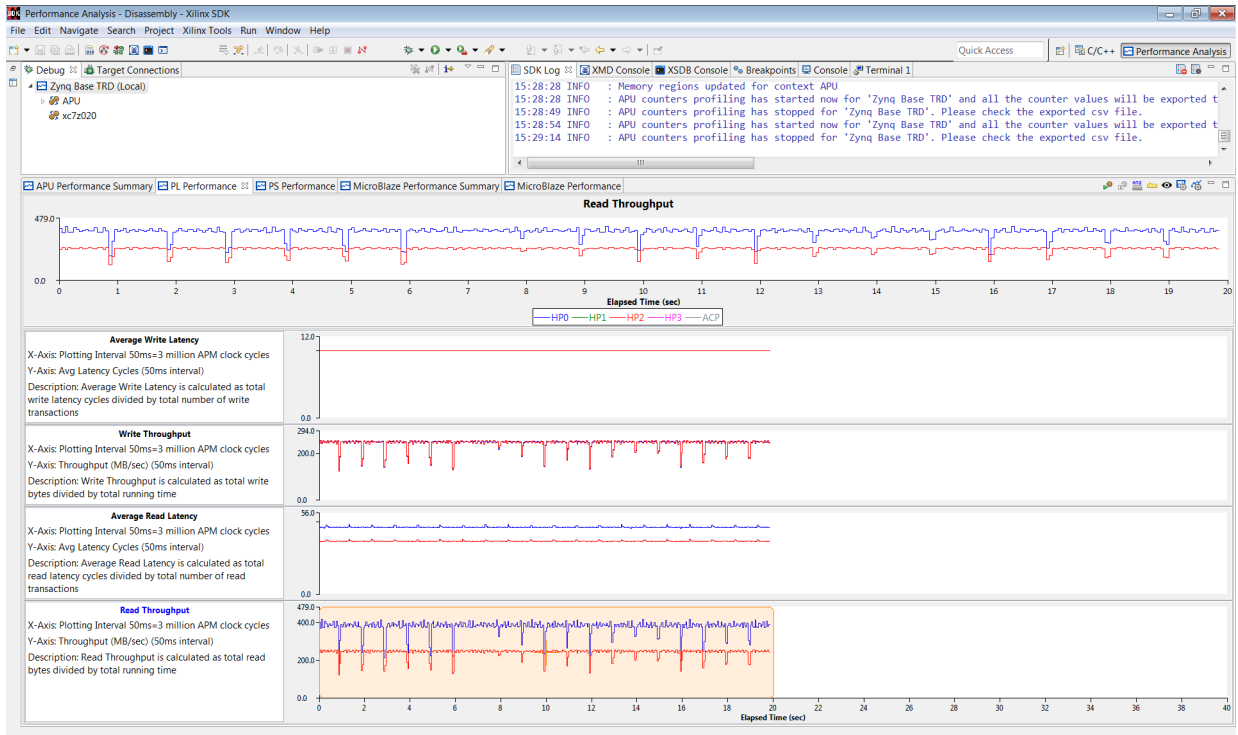 SDK Performance Analysis - Disassembly - Xilinx SDK
File Edit Navigate Search Project Xilinx Tools Run Window Help
Quick Access
C/C++
Performance Analysis
Debug
Target Connections
Zynq Base TRD (Local)
APU
xc7z020
SDK Log
XMD Console
XSDB Console
Breakpoints
Console
Terminal 1
15:28:28 INFO : Memory regions updated for context APU
15:28:28 INFO : APU counters profiling has started now for 'Zynq Base TRD' and all the counter values will be exported t
15:28:49 INFO : APU counters profiling has stopped for 'Zynq Base TRD'. Please check the exported csv file.
15:28:54 INFO : APU counters profiling has started now for 'Zynq Base TRD' and all the counter values will be exported t
15:29:14 INFO : APU counters profiling has stopped for 'Zynq Base TRD'. Please check the exported csv file.
APU Performance Summary
PL Performance
PS Performance
MicroBlaze Performance Summary
MicroBlaze Performance
Read Throughput
479.0
0.0
0 1 2 3 4 5 6 7 8 9 10 11 12 13 14 15 16 17 18 19 20
Elapsed Time (sec)
HP0 HP1 HP2 HP3 ACP
Average Write Latency
X-Axis: Plotting Interval 50ms=3 million APM clock cycles
Y-Axis: Avg Latency Cycles (50ms interval)
Description: Average Write Latency is calculated as total
write latency cycles divided by total number of write
transactions
12.0
0.0
Write Throughput
X-Axis: Plotting Interval 50ms=3 million APM clock cycles
Y-Axis: Throughput (MB/sec) (50ms interval)
Description: Write Throughput is calculated as total write
bytes divided by total running time
294.0
200.0
0.0
Average Read Latency
X-Axis: Plotting Interval 50ms=3 million APM clock cycles
Y-Axis: Avg Latency Cycles (50ms interval)
Description: Average Read Latency is calculated as total
read latency cycles divided by total number of read
transactions
56.0
0.0
Read Throughput
X-Axis: Plotting Interval 50ms=3 million APM clock cycles
Y-Axis: Throughput (MB/sec) (50ms interval)
Description: Read Throughput is calculated as total read
bytes divided by total running time
479.0
400.0
200.0
0.0
0 2 4 6 8 10 12 14 16 18 20 22 24 26 28 30 32 34 36 38 40
Elapsed Time (sec)